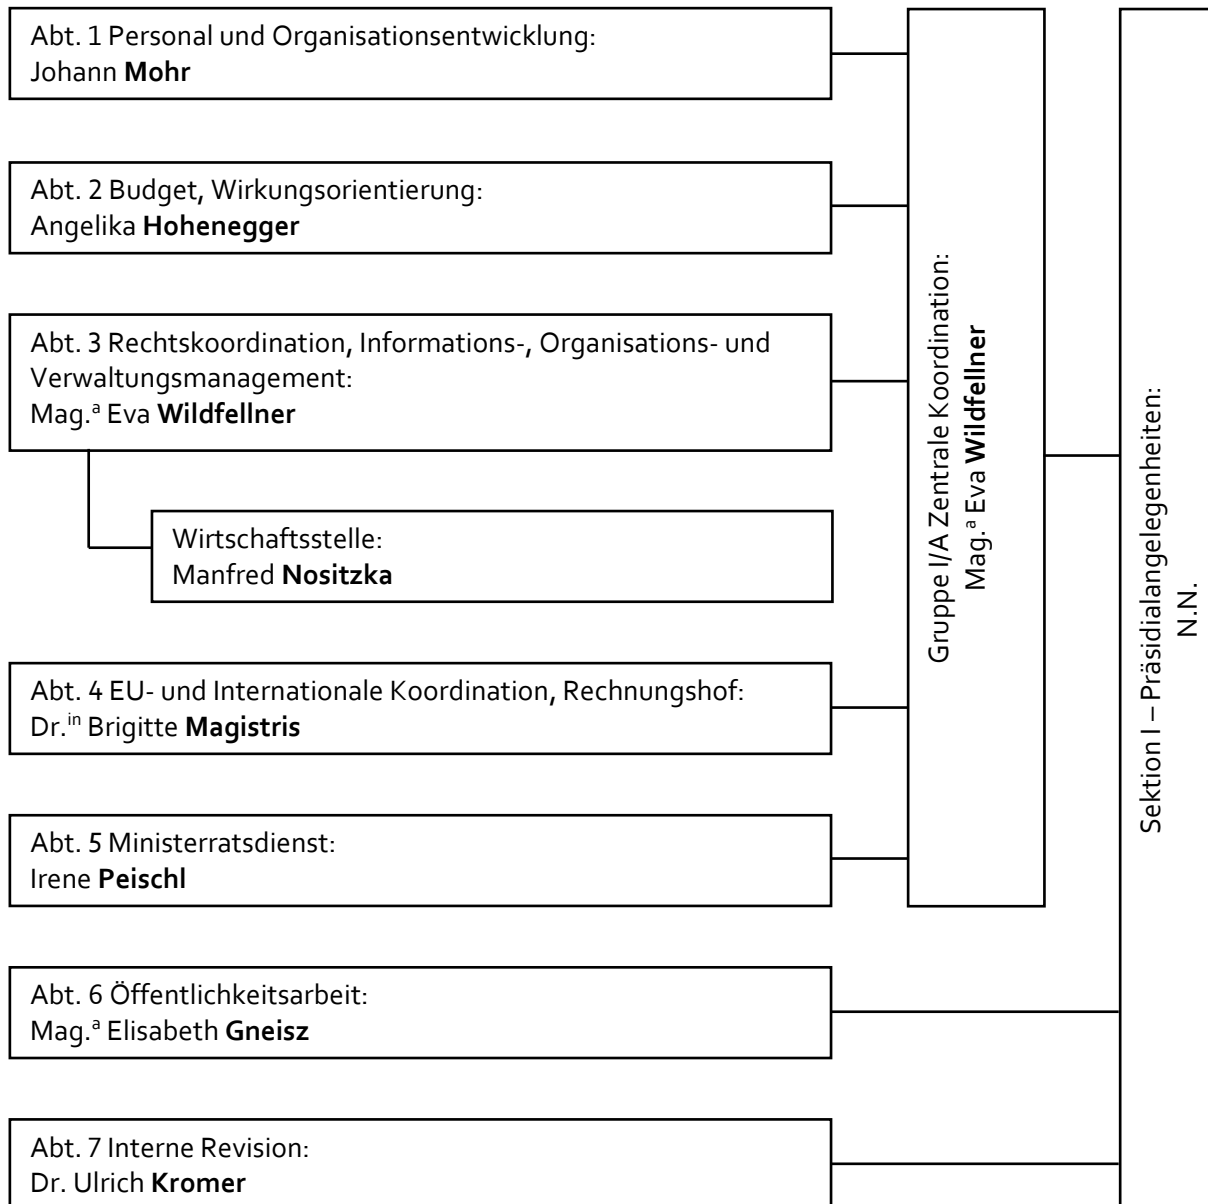 Abt. 1 Personal und Organisationsentwicklung:
Johann Mohr
Abt. 2 Budget, Wirkungsorientierung:
Angelika Hohenegger
Abt. 3 Rechtskoordination, Informations-, Organisations- und
Verwaltungsmanagement:
Mag.ª Eva Wildfellner
Wirtschaftsstelle:
Manfred Nositzka
Abt. 4 EU- und Internationale Koordination, Rechnungshof:
Dr.ⁱⁿ Brigitte Magistris
Abt. 5 Ministerratsdienst:
Irene Peischl
Abt. 6 Öffentlichkeitsarbeit:
Mag.ª Elisabeth Gneisz
Abt. 7 Interne Revision:
Dr. Ulrich Kromer
Gruppe I/A Zentrale Koordination:
Mag.ª Eva Wildfellner
Sektion I – Präsidialangelegenheiten:
N.N.